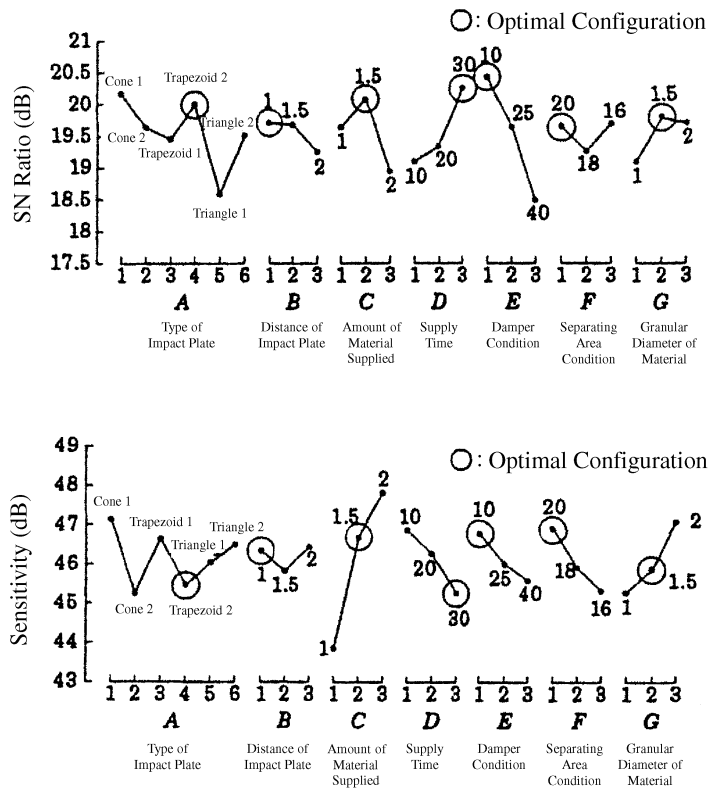 O: Optimal Configuration
SN Ratio (dB)
21
20.5
20
19.5
19
18.5
18
17.5
Cone 1
Cone 2
Trapezoid 1
Trapezoid 2
Triangle 1
Triangle 2
1 1.5 2
1 1.5 2
10 20 30
10 25 40
20 18 16
1 1.5 2
1 2 3 4 5 6 1 2 3 1 2 3 1 2 3 1 2 3 1 2 3 1 2 3
A B C D E F G
Type of
Impact Plate
Distance of
Impact Plate
Amount of
Material
Supplied
Supply
Time
Damper
Condition
Separating
Area
Condition
Granular
Diameter of
Material
O: Optimal Configuration
Sensitivity (dB)
49
48
47
46
45
44
43
Cone 1
Cone 2
Trapezoid 1
Trapezoid 2
Triangle 1
Triangle 2
1 1.5 2
1 1.5 2
10 20 30
10 25 40
20 18 16
1 1.5 2
1 2 3 4 5 6 1 2 3 1 2 3 1 2 3 1 2 3 1 2 3 1 2 3
A B C D E F G
Type of
Impact Plate
Distance of
Impact Plate
Amount of
Material
Supplied
Supply
Time
Damper
Condition
Separating
Area
Condition
Granular
Diameter of
Material